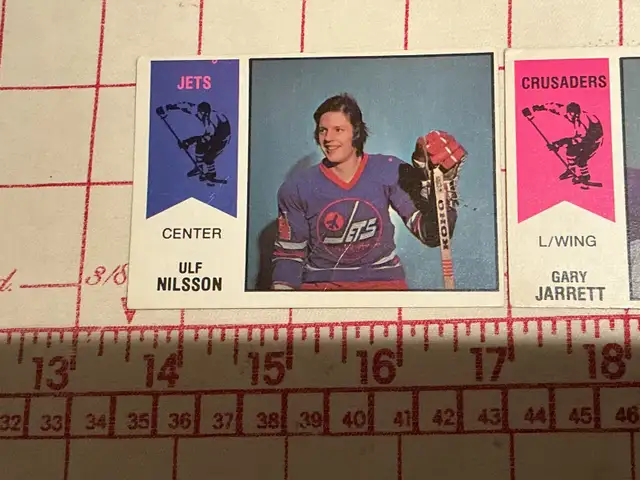 JETS
CENTER
ULF
NILSSON
JETS
KOHO
CRUSADERS
L/WING
GARY
JARRETT
d.
3/8
13 14 15 16 17 18
32 33 34 35 36 37 38 39 40 41 42 43 44 45 46